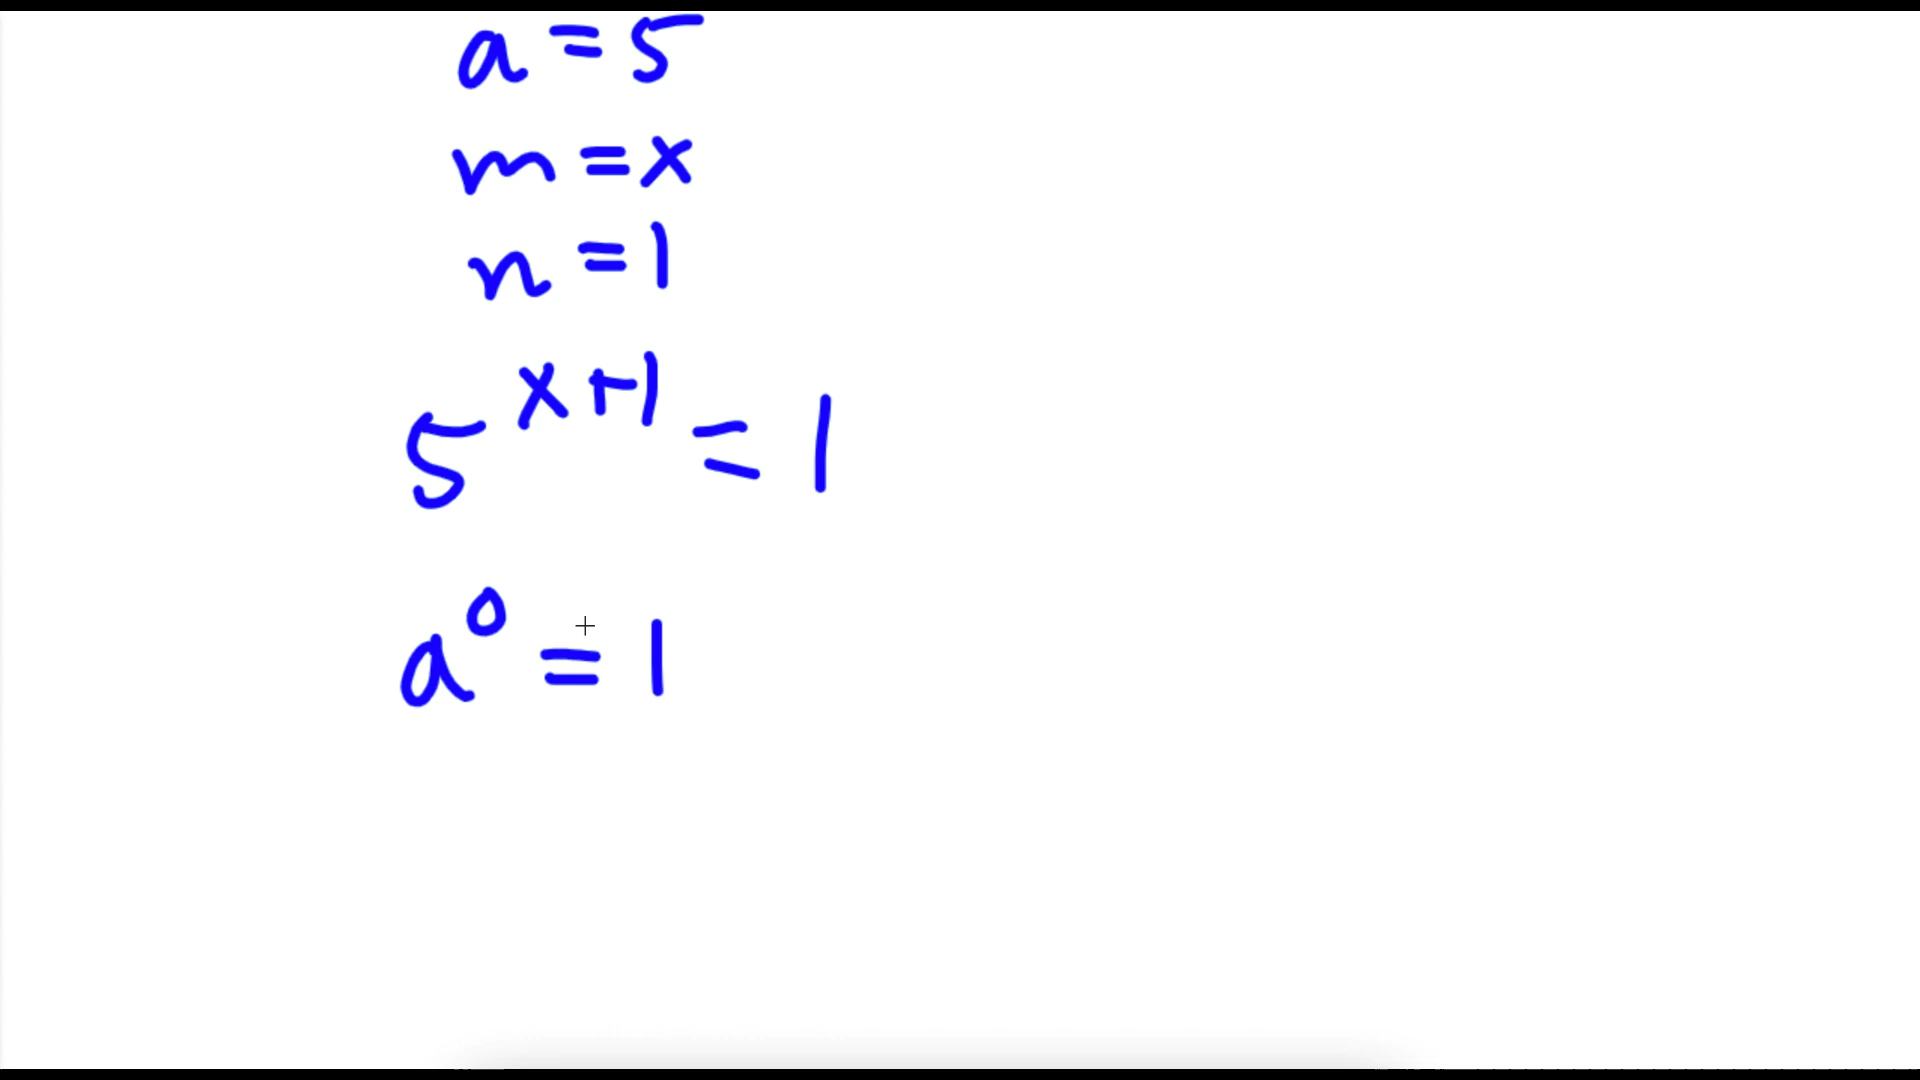 a = 5
m = x
n = 1
5^{x+1} = 1
a^0 = 1